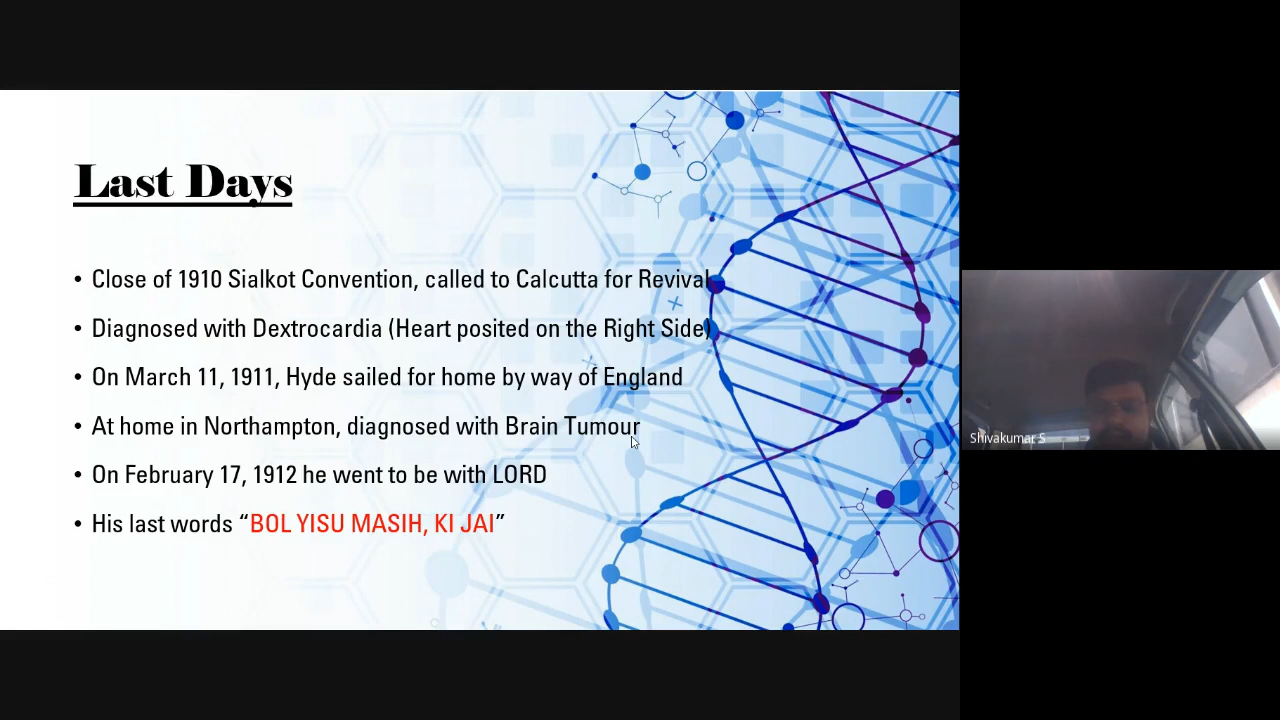 Last Days
• Close of 1910 Sialkot Convention, called to Calcutta for Revival
• Diagnosed with Dextrocardia (Heart posited on the Right Side)
• On March 11, 1911, Hyde sailed for home by way of England
• At home in Northampton, diagnosed with Brain Tumour
• On February 17, 1912 he went to be with LORD
• His last words “BOL YISU MASIH, KI JAI”
Shivakumar S